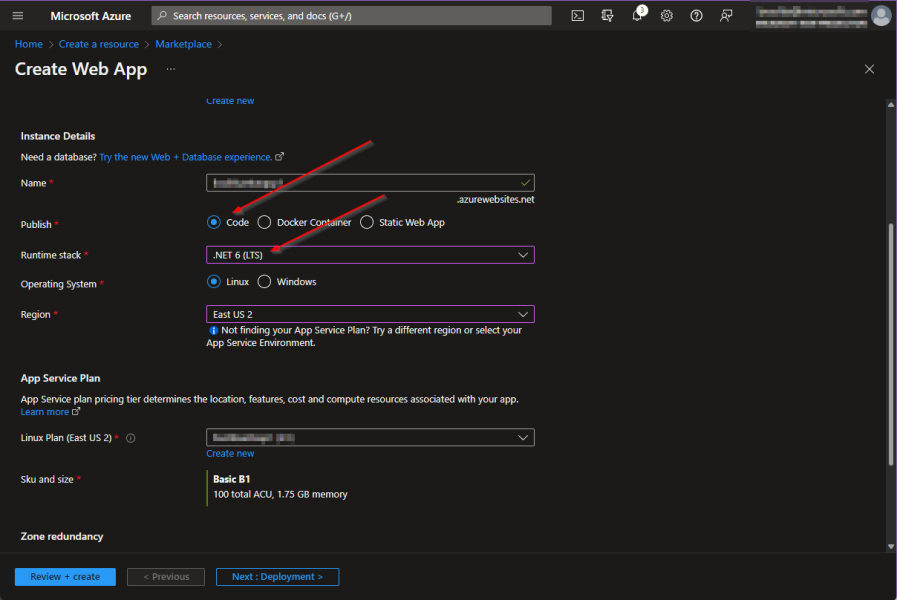 Microsoft Azure
Search resources, services, and docs (G+/)
3
Home > Create a resource > Marketplace >
Create Web App ...
Create new
Instance Details
Need a database? Try the new Web + Database experience.
Name *
.azurewebsites.net
Publish *
Code
Docker Container
Static Web App
Runtime stack *
.NET 6 (LTS)
Operating System *
Linux
Windows
Region *
East US 2
Not finding your App Service Plan? Try a different region or select your
App Service Environment.
App Service Plan
App Service plan pricing tier determines the location, features, cost and compute resources associated with your app.
Learn more
Linux Plan (East US 2) *
Create new
Sku and size *
Basic B1
100 total ACU, 1.75 GB memory
Zone redundancy
Review + create
< Previous
Next : Deployment >